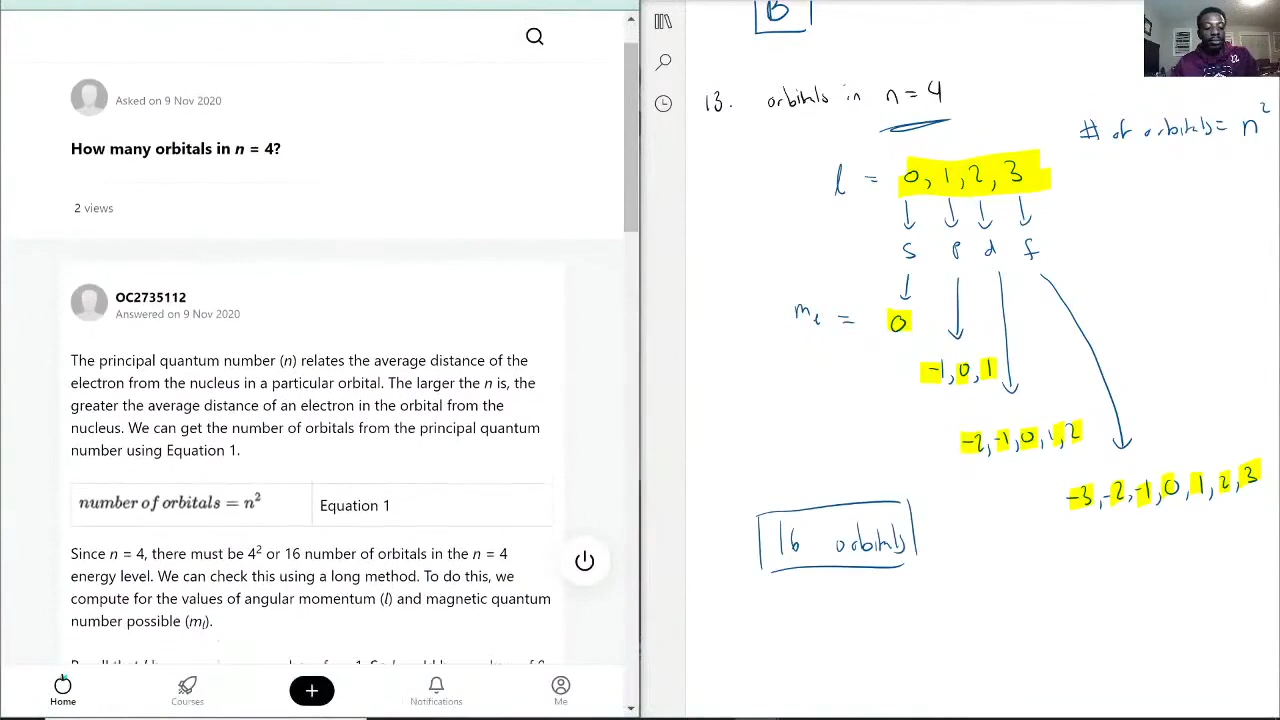 Asked on 9 Nov 2020
How many orbitals in n = 4?
2 views
OC2735112
Answered on 9 Nov 2020
The principal quantum number (n) relates the average distance of the
electron from the nucleus in a particular orbital. The larger the n is, the
greater the average distance of an electron in the orbital from the
nucleus. We can get the number of orbitals from the principal quantum
number using Equation 1.
number of orbitals = n²
Equation 1
Since n = 4, there must be 4² or 16 number of orbitals in the n = 4
energy level. We can check this using a long method. To do this, we
compute for the values of angular momentum (l) and magnetic quantum
number possible (mₗ).
Home
Courses
Notifications
Me
B
13. orbitals in n = 4
# of orbitals = n²
l = 0, 1, 2, 3
s p d f
mₗ = 0
-1, 0, 1
-2, -1, 0, 1, 2
-3, -2, -1, 0, 1, 2, 3
16 orbitals